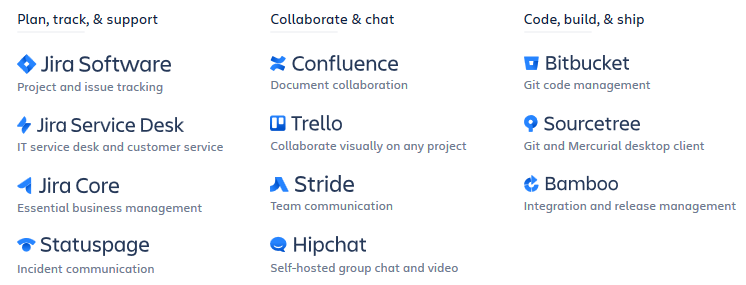 Plan, track, & support
Jira Software
Project and issue tracking
Jira Service Desk
IT service desk and customer service
Jira Core
Essential business management
Statuspage
Incident communication
Collaborate & chat
Confluence
Document collaboration
Trello
Collaborate visually on any project
Stride
Team communication
Hipchat
Self-hosted group chat and video
Code, build, & ship
Bitbucket
Git code management
Sourcetree
Git and Mercurial desktop client
Bamboo
Integration and release management